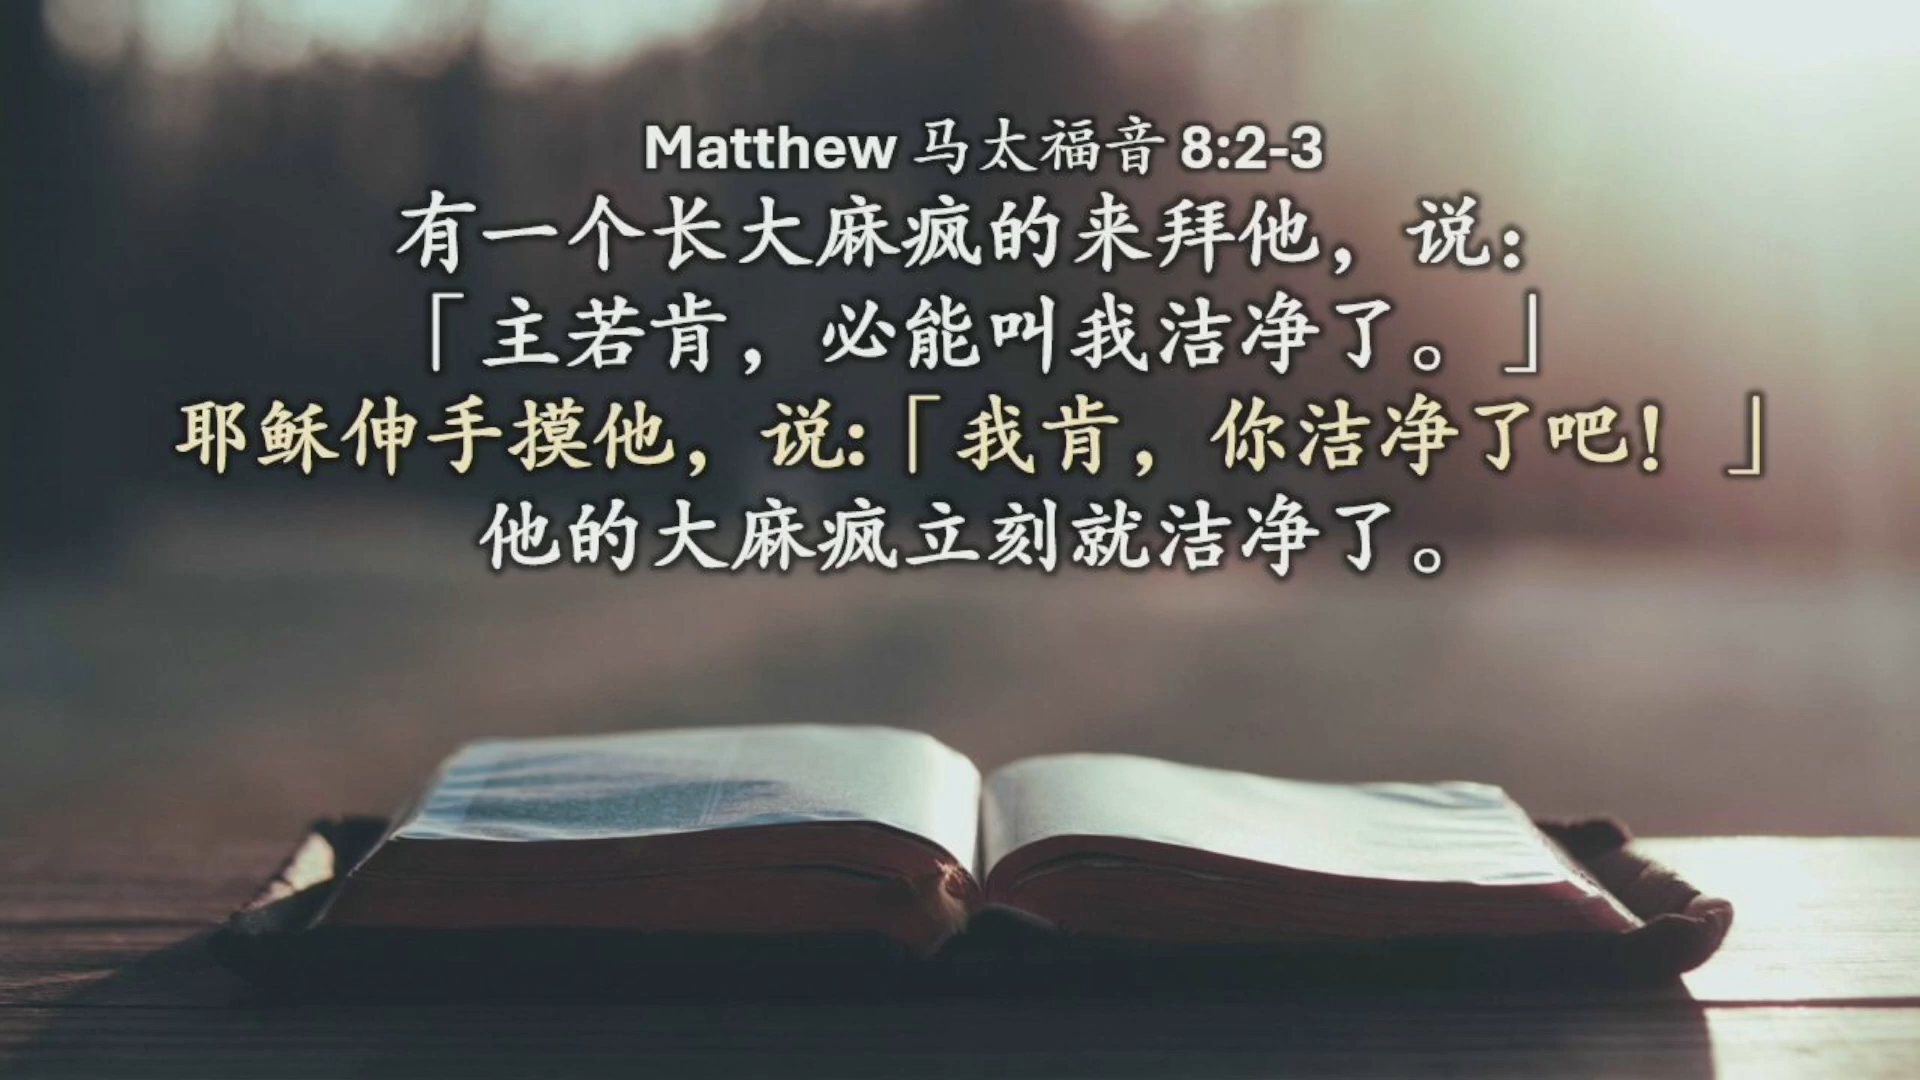 Matthew 马太福音 8:2-3
有一个长大麻疯的来拜他，说：
「主若肯，必能叫我洁净了。」
耶稣伸手摸他，说:「我肯，你洁净了吧！」
他的大麻疯立刻就洁净了。